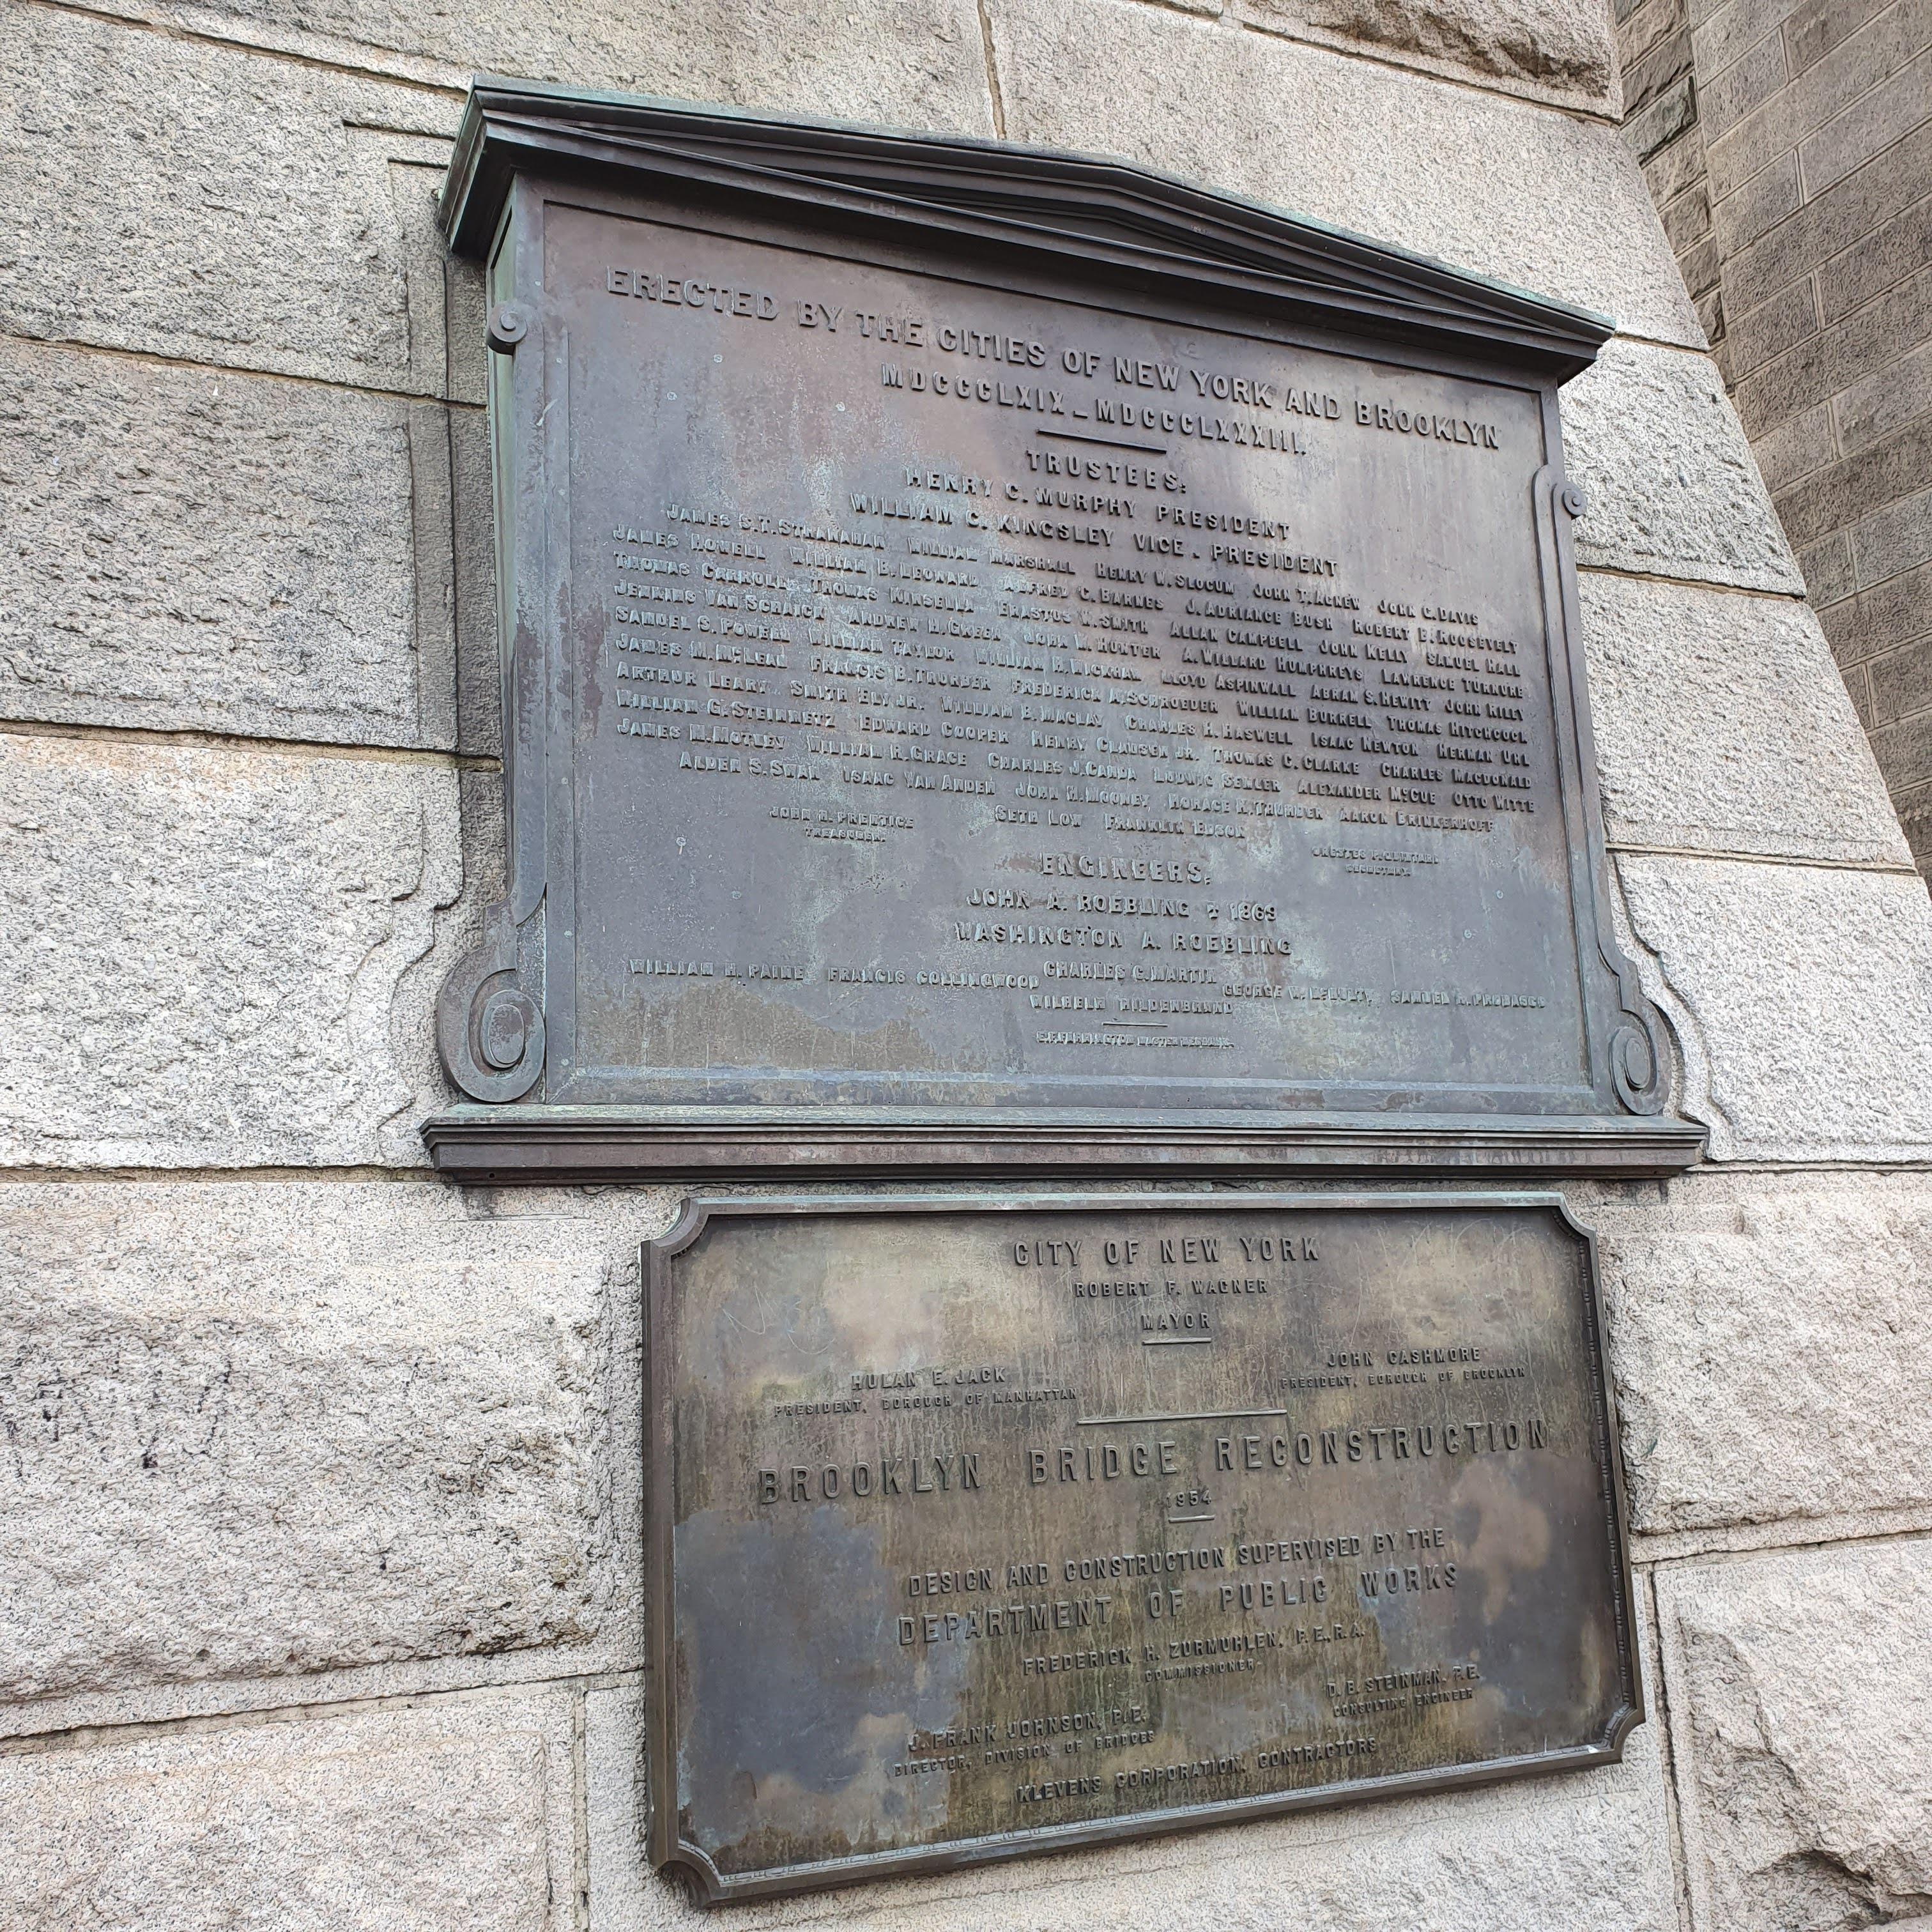 ERECTED BY THE CITIES OF NEW YORK AND BROOKLYN
MDCCCLXIX _ MDCCCLXXXIII.
TRUSTEES:
HENRY C. MURPHY PRESIDENT
WILLIAM C. KINGSLEY VICE. PRESIDENT
JAMES S.T. STRANAHAN WILLIAM MARSHALL HENRY W. SLOCUM JOHN T. AGNEW JOHN C. DAVIS
JAMES HOWELL WILLIAM B. LEONARD ALFRED C. BARNES J. ADRIANCE BUSH ROBERT B. ROOSEVELT
THOMAS CARROLL THOMAS KINSELLA ERASTUS W. SMITH ALLAN CAMPBELL JOHN KELLY SAMUEL HALL
JENKINS VAN SCHAICK ANDREW H. GREEN JOHN W. HUNTER A. WILLARD HUMPHREYS LAWRENCE TURNURE
SAMUEL S. POWELL WILLIAM TAYLOR WILLIAM H. WICKHAM LLOYD ASPINWALL ABRAM S. HEWITT JOHN RILEY
JAMES M. MCLEAN FRANCIS B. THURBER FREDERICK A. SCHROEDER WILLIAM BURRELL THOMAS HITCHCOCK
ARTHUR LEARY SMITH ELY JR. WILLIAM B. MACLAY CHARLES H. HASWELL ISAAC NEWTON HERMAN UHL
WILLIAM G. STEINMETZ EDWARD COOPER HENRY CLAUSEN JR. THOMAS C. CLARKE CHARLES MACDONALD
JAMES M. MOTLEY WILLIAM R. GRACE CHARLES J. CANDA LUDWIG SEMLER ALEXANDER MCCUE OTTO WITTE
ALDEN S. SWAN ISAAC VAN ANDEN JOHN H. MOONEY HORACE K. THURBER AARON BRINKERHOFF
SETH LOW FRANKLIN EDSON
JOHN H. PRENTICE
TREASURER.
SECRETARY.
ENGINEERS.
JOHN A. ROEBLING ✝ 1869
WASHINGTON A. ROEBLING
CHARLES C. MARTIN
WILLIAM H. PAINE FRANCIS COLLINGWOOD GEORGE W. MCNULTY, SAMUEL R. PROBASCO
WILHELM HILDENBRAND
E.F. FARRINGTON MASTER MECHANIC.
CITY OF NEW YORK
ROBERT F. WAGNER
MAYOR
HULAN E. JACK
PRESIDENT, BOROUGH OF MANHATTAN
JOHN CASHMORE
PRESIDENT, BOROUGH OF BROOKLYN
BROOKLYN BRIDGE RECONSTRUCTION
1954
DESIGN AND CONSTRUCTION SUPERVISED BY THE
DEPARTMENT OF PUBLIC WORKS
FREDERICK H. ZURMUHLEN, P.E., R.A.
COMMISSIONER
J. FRANK JOHNSON, P.E.
DIRECTOR, DIVISION OF BRIDGES
D. B. STEINMAN, P.E.
CONSULTING ENGINEER
KLEVENS CORPORATION, CONTRACTORS